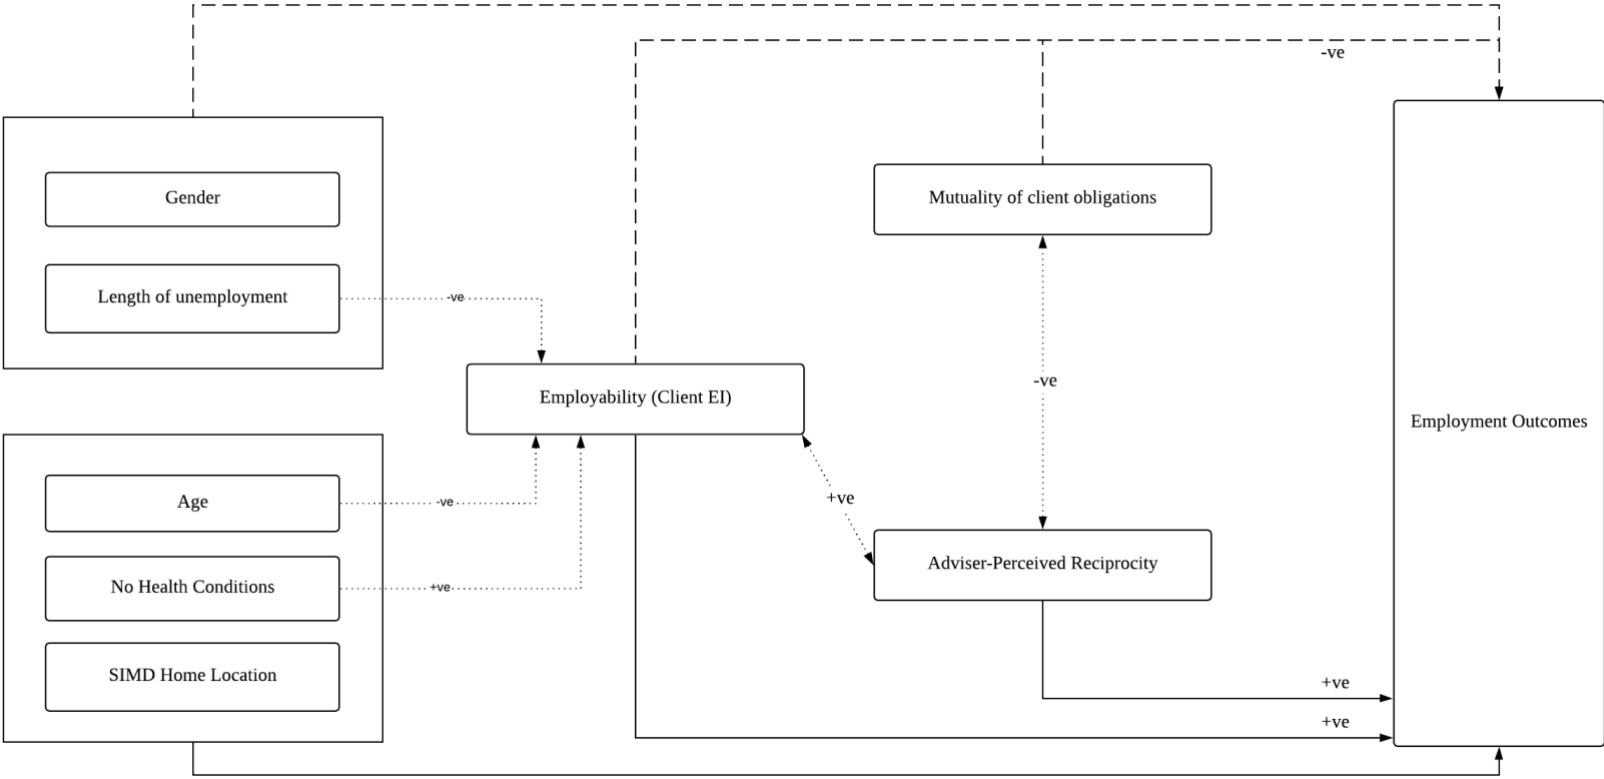 -ve
Gender
Mutuality of client obligations
Length of unemployment
-ve
-ve
Employability (Client EI)
Employment Outcomes
Age
-ve
+ve
Adviser-Perceived Reciprocity
No Health Conditions
+ve
SIMD Home Location
+ve
+ve